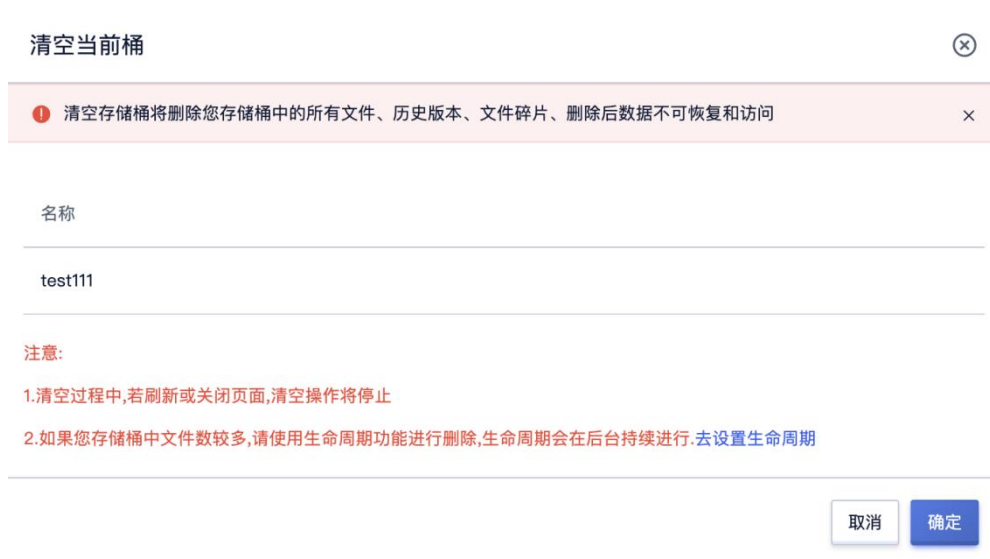 清空当前桶
清空存储桶将删除您存储桶中的所有文件、历史版本、文件碎片、删除后数据不可恢复和访问
名称
test111
注意:
1.清空过程中,若刷新或关闭页面,清空操作将停止
2.如果您存储桶中文件数较多,请使用生命周期功能进行删除,生命周期会在后台持续进行.去设置生命周期
取消
确定